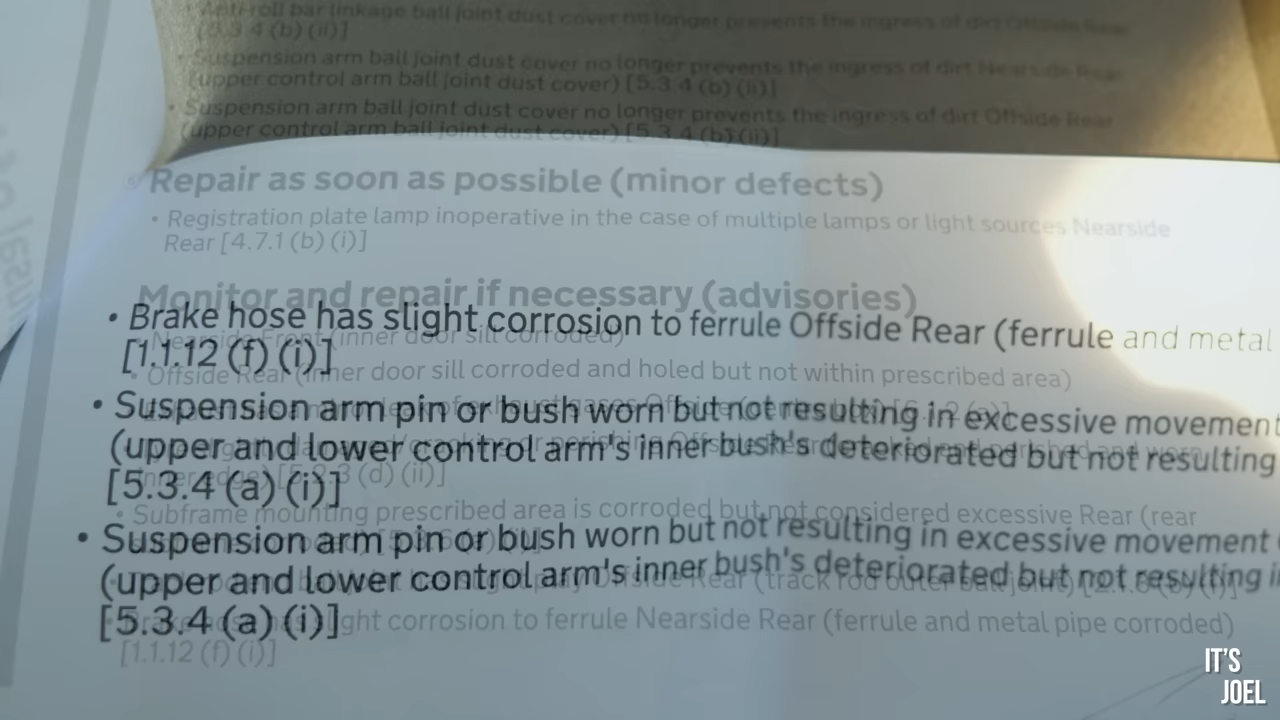 Anti-roll bar linkage ball joint dust cover no longer prevents the ingress of dirt Offside Rear
[5.3.4 (b) (ii)]
• Suspension arm ball joint dust cover no longer prevents the ingress of dirt Nearside Rear
(upper control arm ball joint dust cover) [5.3.4 (b) (ii)]
• Suspension arm ball joint dust cover no longer prevents the ingress of dirt Offside Rear
(upper control arm ball joint dust cover) [5.3.4 (b) (ii)]
Repair as soon as possible (minor defects)
• Registration plate lamp inoperative in the case of multiple lamps or light sources Nearside
Rear [4.7.1 (b) (i)]
Monitor and repair if necessary (advisories)
• Brake hose has slight corrosion to ferrule Offside Rear (ferrule and metal
Nearside Front (inner door sill corroded)
[1.1.12 (f) (i)]
• Offside Rear (inner door sill corroded and holed but not within prescribed area)
• Suspension arm pin or bush worn but not resulting in excessive movement
(upper and lower control arm's inner bush's deteriorated but not resulting
[5.3.4 (a) (i)]
(d) (ii)]
• Subframe mounting prescribed area is corroded but not considered excessive Rear (rear
• Suspension arm pin or bush worn but not resulting in excessive movement
(upper and lower control arm's inner bush's deteriorated but not resulting
[5.3.4 (a) (i)]
slight corrosion to ferrule Nearside Rear (ferrule and metal pipe corroded)
[1.1.12 (f) (i)]
IT'S
JOEL